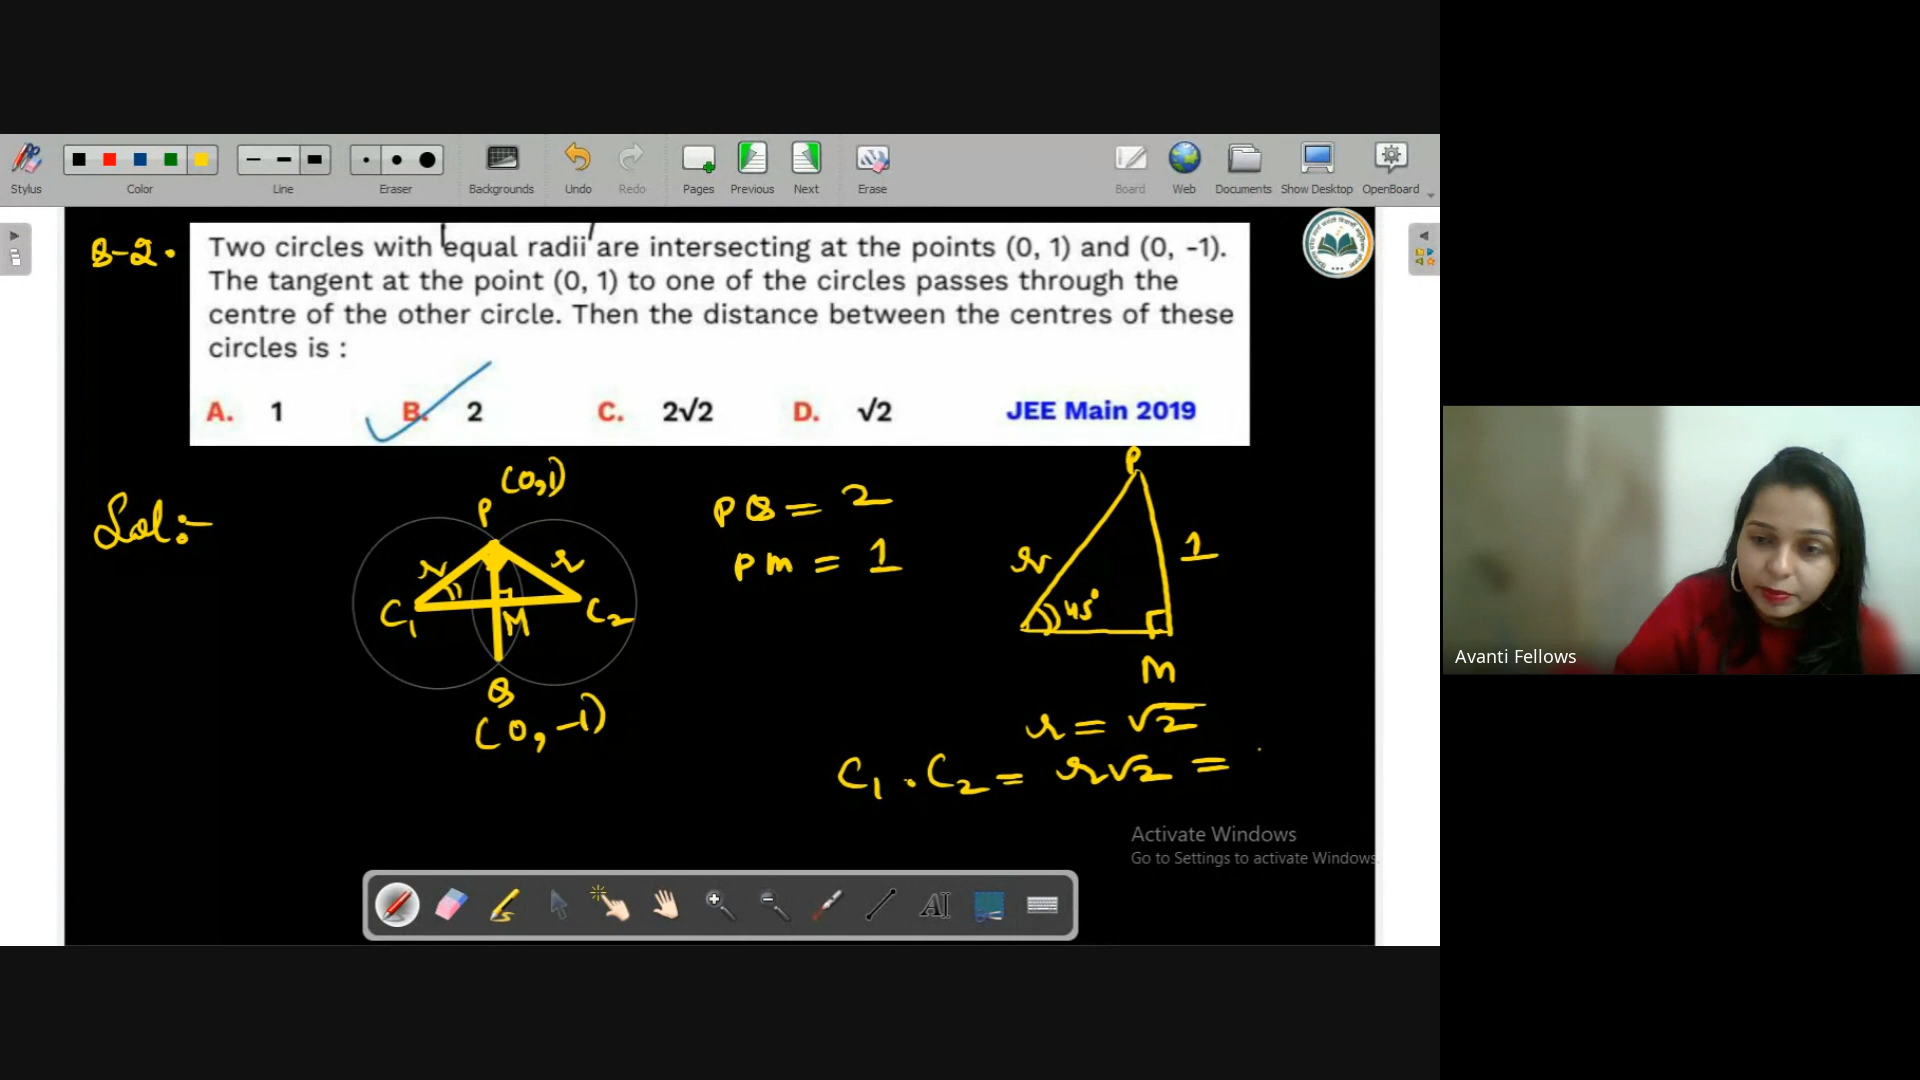 Stylus
Color
Line
Eraser
Backgrounds
Undo
Redo
Pages
Previous
Next
Erase
Board
Web
Documents
Show Desktop
OpenBoard
Q-2.
Two circles with equal radii are intersecting at the points (0, 1) and (0, -1).
The tangent at the point (0, 1) to one of the circles passes through the
centre of the other circle. Then the distance between the centres of these
circles is :
A. 1 B. 2 C. 2√2 D. √2 JEE Main 2019
Sol:-
(0,1)
P
r r
C₁ M C₂
Q
(0,-1)
PQ = 2
PM = 1
P
r 1
45°
M
r = √2
C₁.C₂ = r√2 =
Activate Windows
Go to Settings to activate Windows.
AI
Avanti Fellows